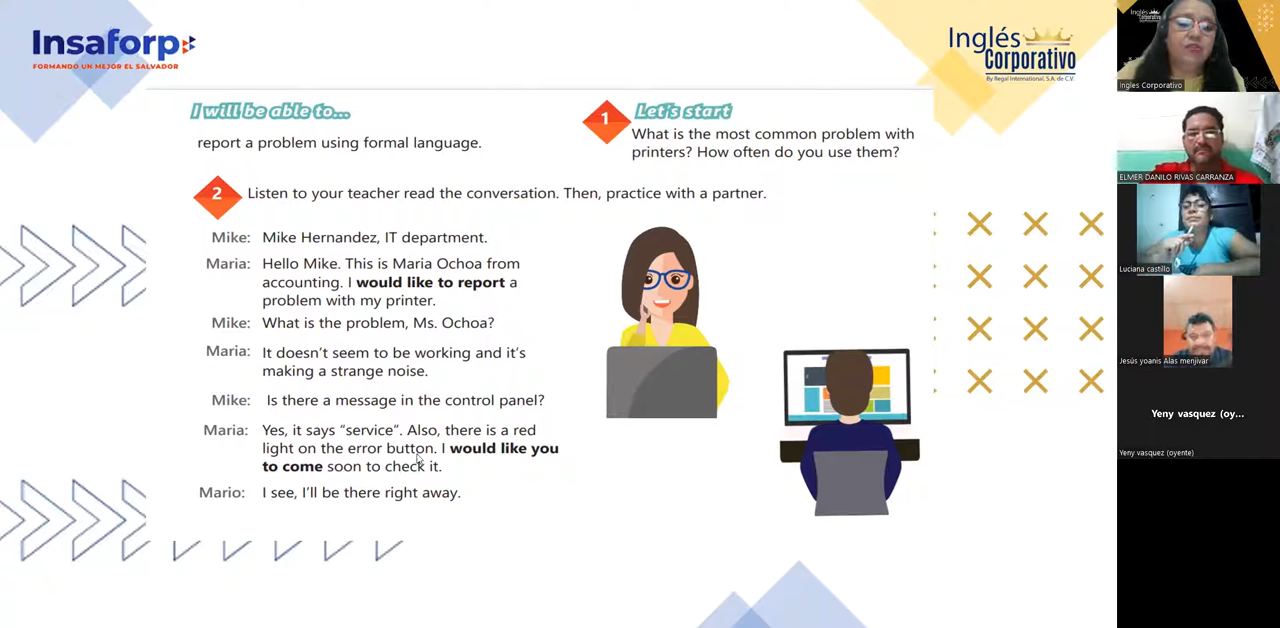 Insaforp
FORMANDO UN MEJOR EL SALVADOR
Inglés
Corporativo
By Regal International, S.A. de C.V.
I will be able to...
report a problem using formal language.
1
Let's start
What is the most common problem with
printers? How often do you use them?
2
Listen to your teacher read the conversation. Then, practice with a partner.
Mike: Mike Hernandez, IT department.
Maria: Hello Mike. This is Maria Ochoa from
accounting. I would like to report a
problem with my printer.
Mike: What is the problem, Ms. Ochoa?
Maria: It doesn't seem to be working and it's
making a strange noise.
Mike: Is there a message in the control panel?
Maria: Yes, it says “service”. Also, there is a red
light on the error button. I would like you
to come soon to check it.
Mario: I see, I'll be there right away.
Inglés
Corporativo
Ingles Corporativo
ELMER DANILO RIVAS CARRANZA
Luciana castillo
Jesús yoanis Alas menjivar
Yeny vasquez (oy...
Yeny vasquez (oyente)